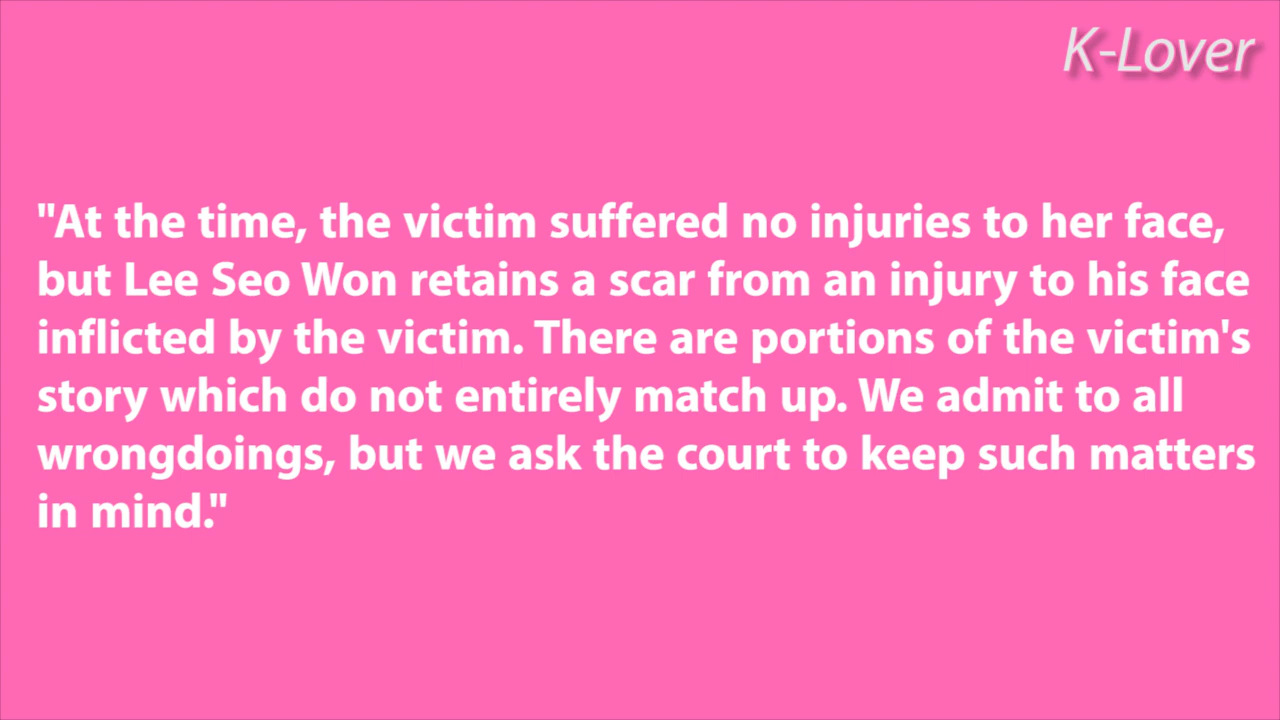 K-Lover
"At the time, the victim suffered no injuries to her face,
but Lee Seo Won retains a scar from an injury to his face
inflicted by the victim. There are portions of the victim's
story which do not entirely match up. We admit to all
wrongdoings, but we ask the court to keep such matters
in mind."